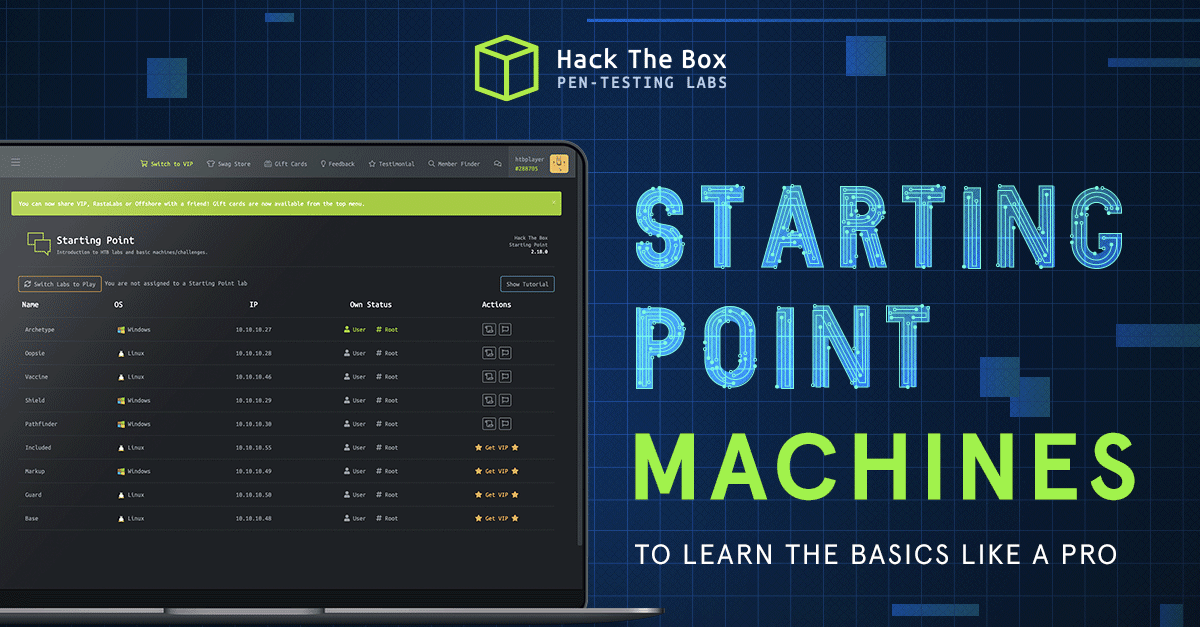 Hack The Box
PEN-TESTING LABS
Switch to VIP Swag Store Gift Cards Feedback Testimonial Member Finder htbplayer
#288705
You can now share VIP, RastaLabs or Offshore with a friend! Gift cards are now available from the top menu. ×
Starting Point
Introduction to HTB labs and basic machines/challenges.
Hack The Box
Starting Point
2.18.0
Switch Labs to Play You are not assigned to a Starting Point lab Show Tutorial
Name OS IP Own Status Actions
Archetype Windows 10.10.10.27 User # Root
Oopsie Linux 10.10.10.28 User # Root
Vaccine Linux 10.10.10.46 User # Root
Shield Windows 10.10.10.29 User # Root
Pathfinder Windows 10.10.10.30 User # Root
Included Linux 10.10.10.55 User # Root Get VIP
Markup Windows 10.10.10.49 User # Root Get VIP
Guard Linux 10.10.10.50 User # Root Get VIP
Base Linux 10.10.10.48 User # Root Get VIP
STARTING
POINT
MACHINES
TO LEARN THE BASICS LIKE A PRO